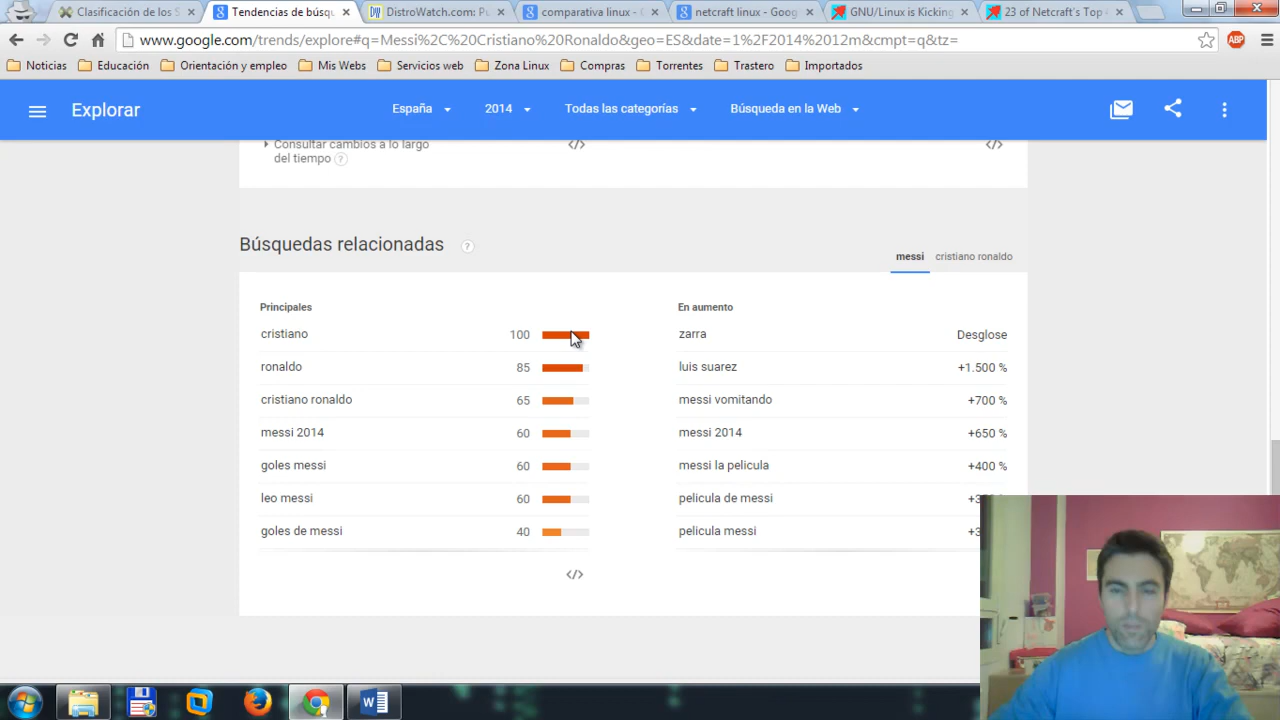 Clasificación de los S
Tendencias de búsqu
DistroWatch.com: Pu
comparativa linux - G
netcraft linux - Goog
GNU/Linux is Kicking
23 of Netcraft's Top
www.google.com/trends/explore#q=Messi%2C%20Cristiano%20Ronaldo&geo=ES&date=1%2F2014%2012m&cmpt=q&tz=
ABP
Noticias
Educación
Orientación y empleo
Mis Webs
Servicios web
Zona Linux
Compras
Torrentes
Trastero
Importados
Explorar
España
2014
Todas las categorías
Búsqueda en la Web
Consultar cambios a lo largo
del tiempo ?
</>
</>
Búsquedas relacionadas ?
messi
cristiano ronaldo
Principales
cristiano 100
ronaldo 85
cristiano ronaldo 65
messi 2014 60
goles messi 60
leo messi 60
goles de messi 40
</>
En aumento
zarra Desglose
luis suarez +1.500 %
messi vomitando +700 %
messi 2014 +650 %
messi la pelicula +400 %
pelicula de messi
pelicula messi